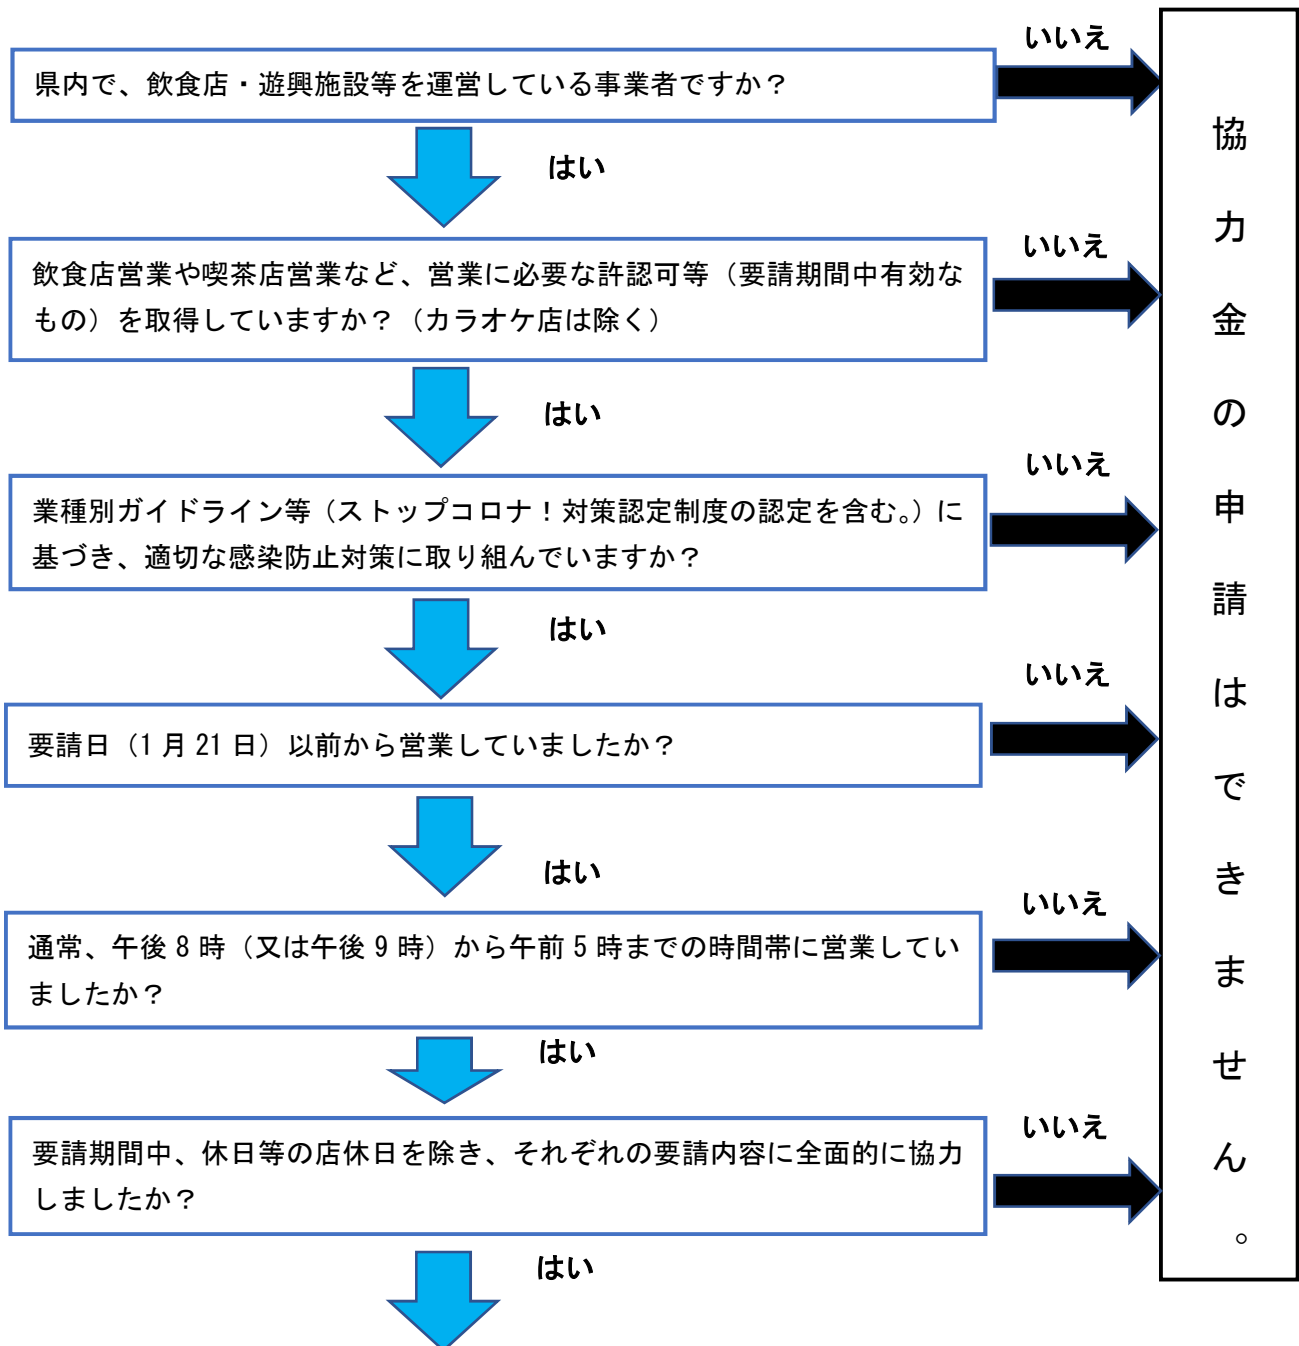 いいえ
県内で、飲食店・遊興施設等を運営している事業者ですか？
はい
いいえ
飲食店営業や喫茶店営業など、営業に必要な許認可等（要請期間中有効な
もの）を取得していますか？（カラオケ店は除く）
はい
いいえ
業種別ガイドライン等（ストップコロナ！対策認定制度の認定を含む。）に
基づき、適切な感染防止対策に取り組んでいますか？
はい
いいえ
要請日（1月21日）以前から営業していましたか？
はい
いいえ
通常、午後8時（又は午後9時）から午前5時までの時間帯に営業してい
ましたか？
はい
いいえ
要請期間中、休日等の店休日を除き、それぞれの要請内容に全面的に協力
しましたか？
はい
協力金の申請はできません。